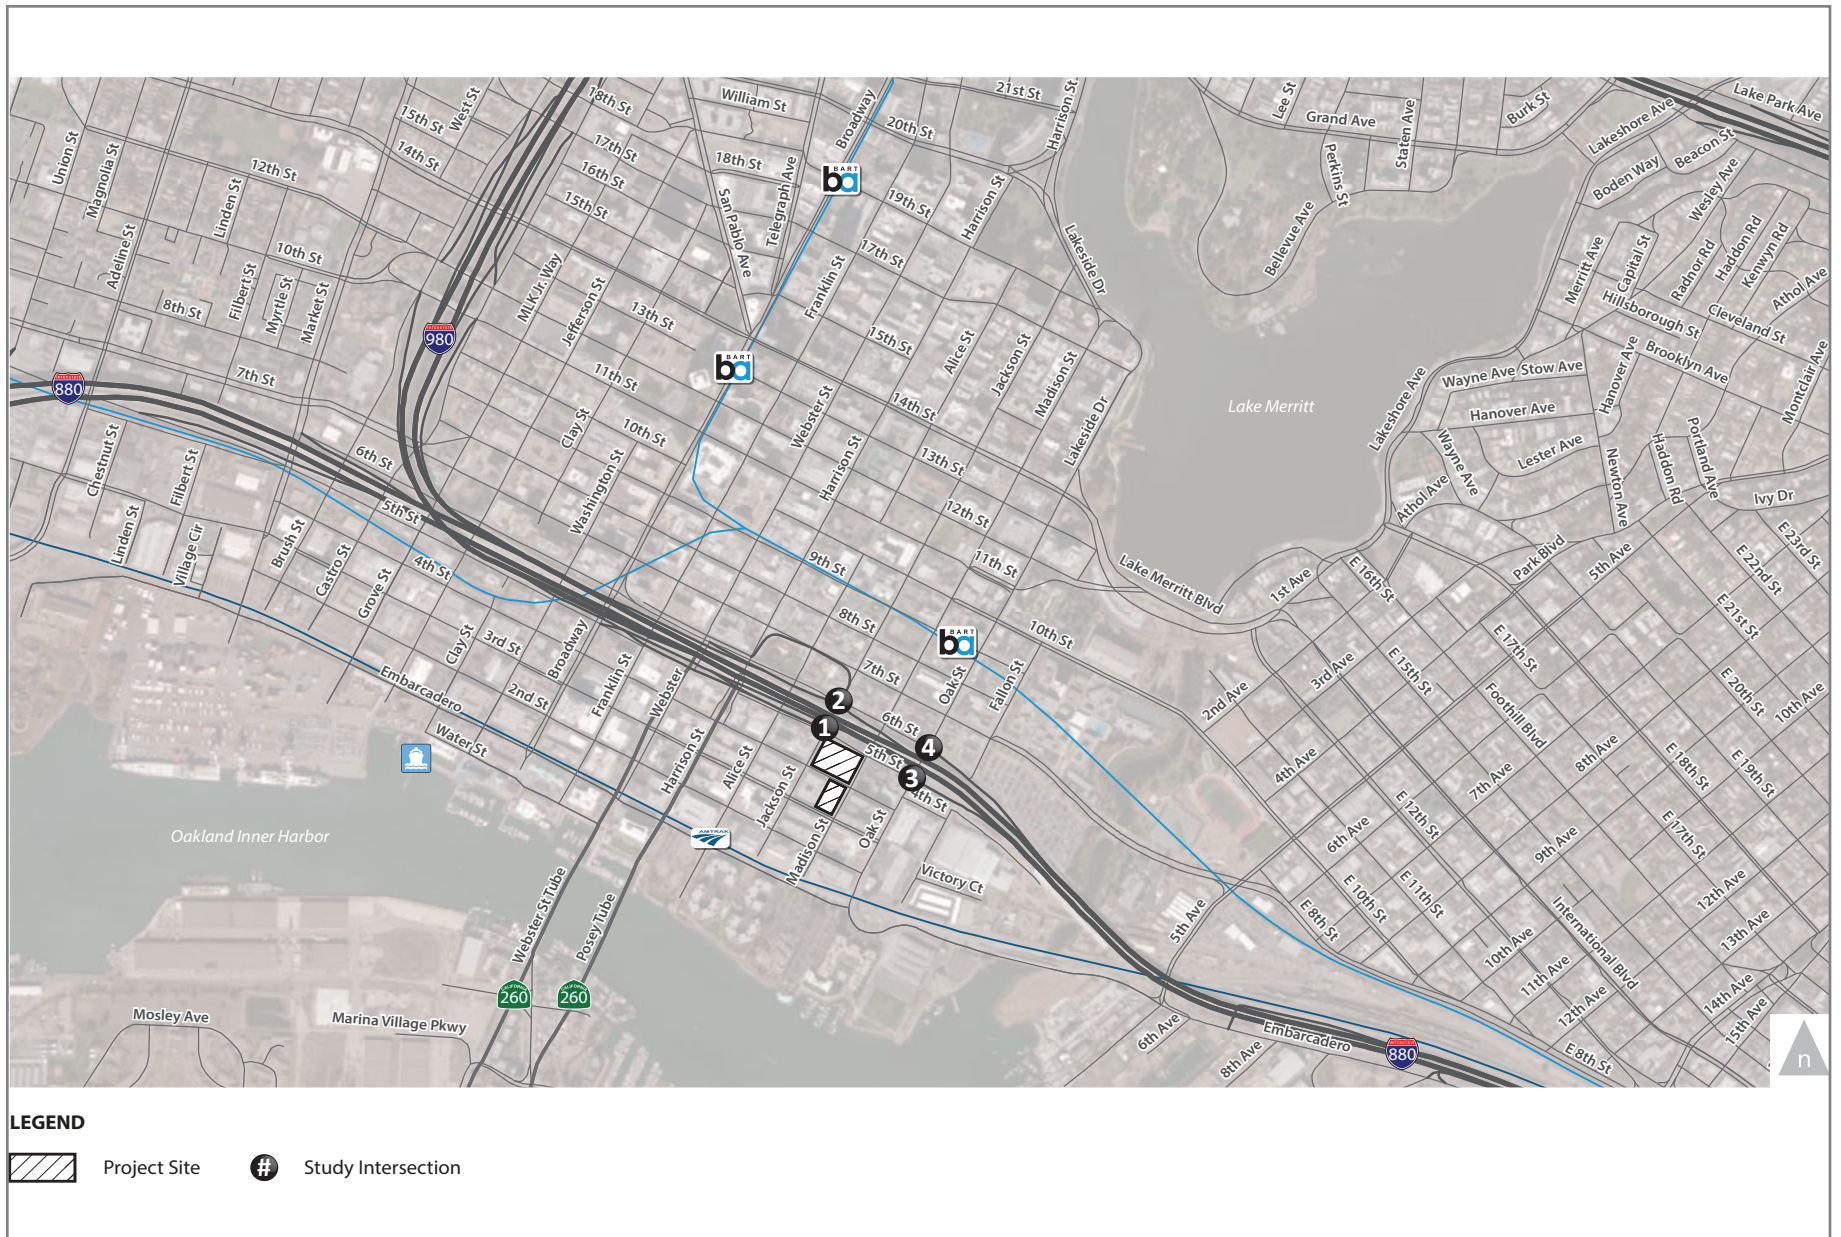 William St
21st St
Lee St
Grand Ave
Staten Ave
Burk St
Lakeshore Ave
Lake Park Ave
18th St
15th St
West St
14th St
17th St
16th St
15th St
Broadway
20th St
Harrison St
18th St
BART
ba
Telegraph Ave
San Pablo Ave
19th St
Harrison St
17th St
Franklin St
Lakeside Dr
Bellevue Ave
Perkins St
Boden Way
Beacon St
Wesley Ave
Haddon Rd
Kenwyn Rd
Radnor Rd
Athol Ave
Capital St
Merritt Ave
Hillsborough St
Cleveland St
Brooklyn Ave
Montclair Ave
Union St
Magnolia St
12th St
Linden St
Adeline St
10th St
Filbert St
Myrtle St
Market St
8th St
7th St
INTERSTATE
980
INTERSTATE
880
MLK Jr. Way
Jefferson St
13th St
11th St
10th St
Clay St
Washington St
BART
ba
15th St
Alice St
Jackson St
Madison St
Lakeside Dr
14th St
Webster St
Harrison St
13th St
12th St
11th St
Lake Merritt
Lakeshore Ave
Wayne Ave
Stow Ave
Hanover Ave
Hanover Ave
Lester Ave
Wayne Ave
Athol Ave
Newton Ave
Haddon Rd
Portland Ave
Ivy Dr
E 23rd St
E 22nd St
E 21st St
Park Blvd
5th Ave
Chestnut St
Filbert St
6th St
5th St
4th St
Linden St
Village Cir
Brush St
Castro St
Grove St
Clay St
3rd St
2nd St
Broadway
Franklin St
Webster
Embarcadero
Water St
Harrison St
Alice St
Jackson St
Madison St
Oak St
9th St
8th St
7th St
6th St
5th St
4th St
10th St
BART
ba
Oak St
Fallon St
Lake Merritt Blvd
1st Ave
E 16th St
2nd Ave
3rd Ave
E 15th St
E 17th St
Foothill Blvd
4th Ave
7th Ave
8th Ave
E 20th St
10th Ave
E 18th St
E 19th St
E 17th St
6th Ave
E 12th St
9th Ave
E 11th St
E 10th St
E 8th St
5th Ave
International Blvd
12th Ave
13th Ave
10th Ave
11th Ave
12th Ave
14th Ave
15th Ave
E 8th St
6th Ave
8th Ave
Embarcadero
INTERSTATE
880
2
1
4
3
AMTRAK
Victory Ct
Oakland Inner Harbor
Webster St Tube
Posey Tube
CALIFORNIA
260
CALIFORNIA
260
Mosley Ave
Marina Village Pkwy
n
LEGEND
Project Site
# Study Intersection